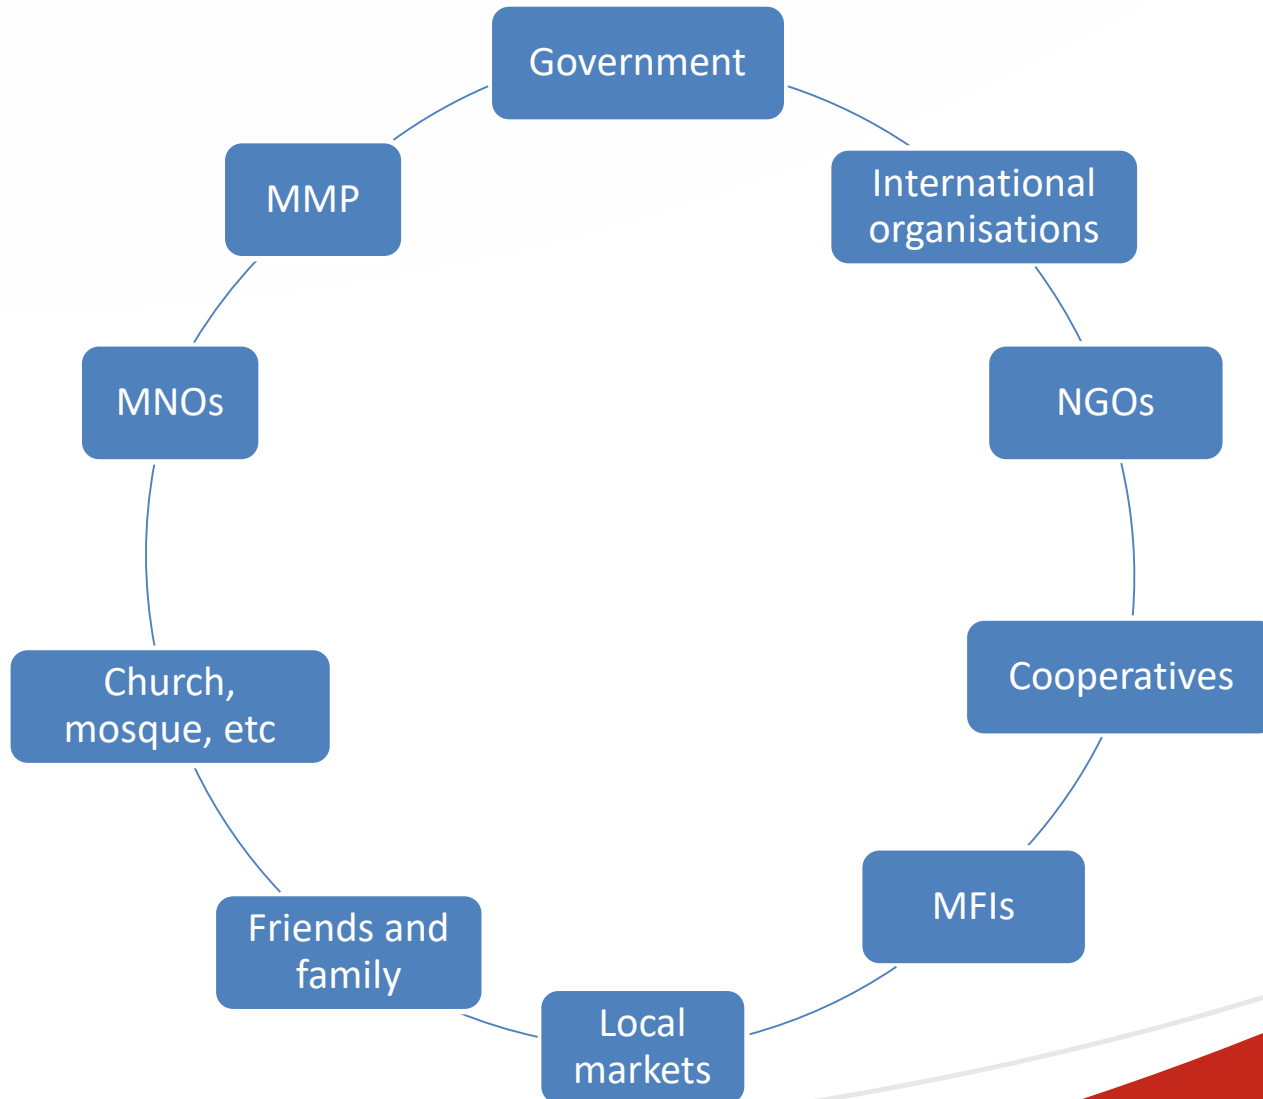 Government
International
organisations
NGOs
Cooperatives
MFIs
Local
markets
Friends and
family
Church,
mosque, etc
MNOs
MMP